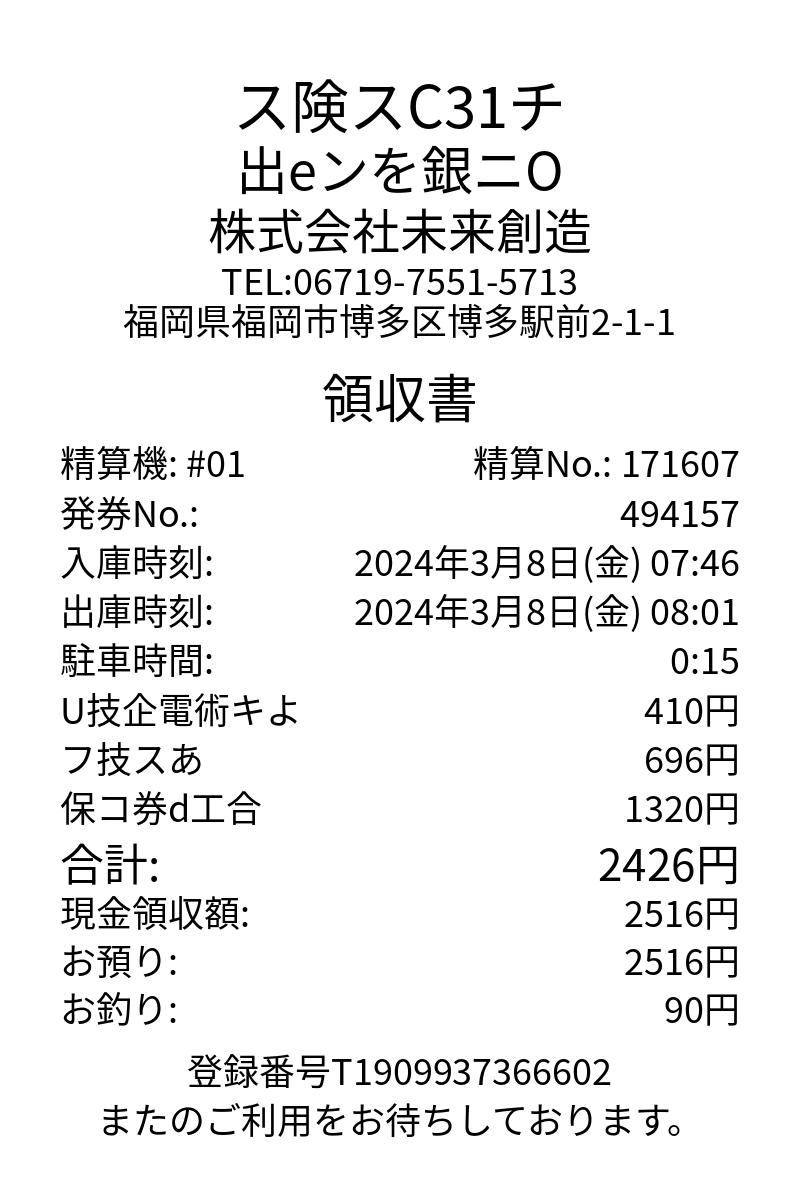 ス険スC31チ
出eンを銀ニO
株式会社未来創造
TEL:06719-7551-5713
福岡県福岡市博多区博多駅前2-1-1
領収書
精算機: #01 精算No.: 171607
発券No.: 494157
入庫時刻: 2024年3月8日(金) 07:46
出庫時刻: 2024年3月8日(金) 08:01
駐車時間: 0:15
U技企電術キよ 410円
フ技スあ 696円
保コ券d工合 1320円
合計: 2426円
現金領収額: 2516円
お預り: 2516円
お釣り: 90円
登録番号T1909937366602
またのご利用をお待ちしております。